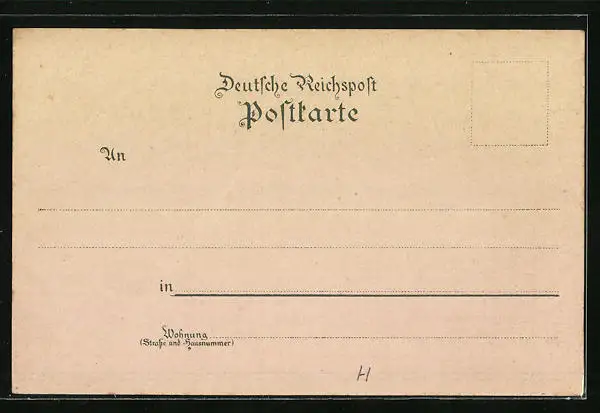 Deutsche Reichspost
Postkarte
An
in
Wohnung
(Straße und Hausnummer)
H